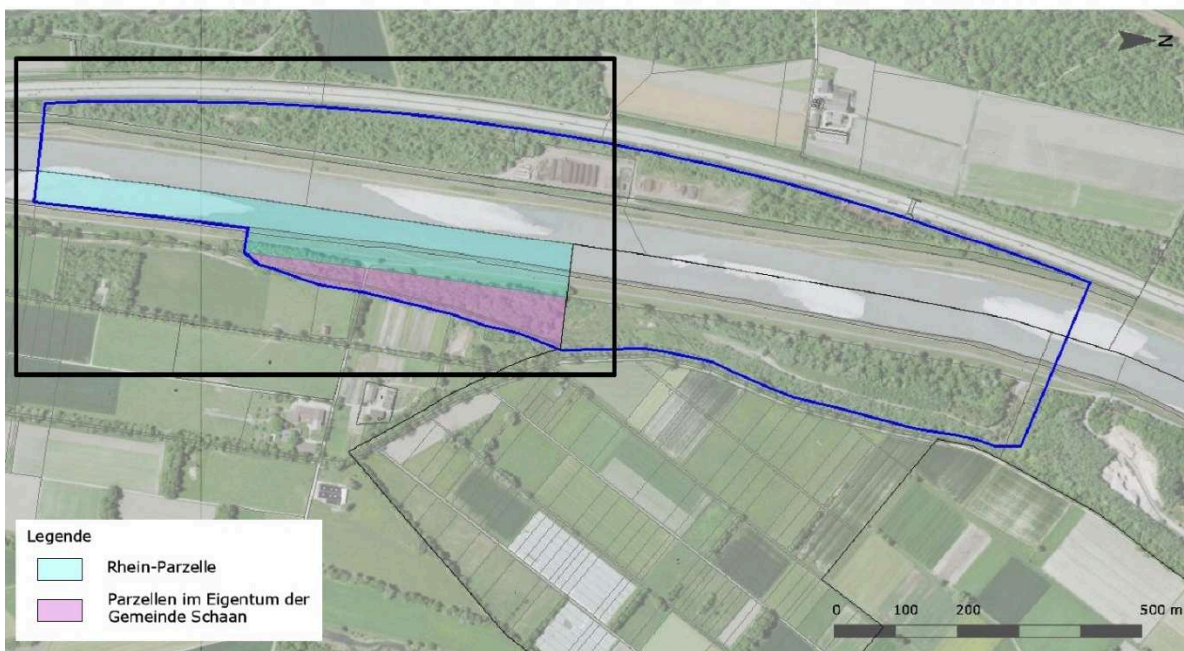 N
Legende
Rhein-Parzelle
Parzellen im Eigentum der
Gemeinde Schaan
0 100 200 500 m